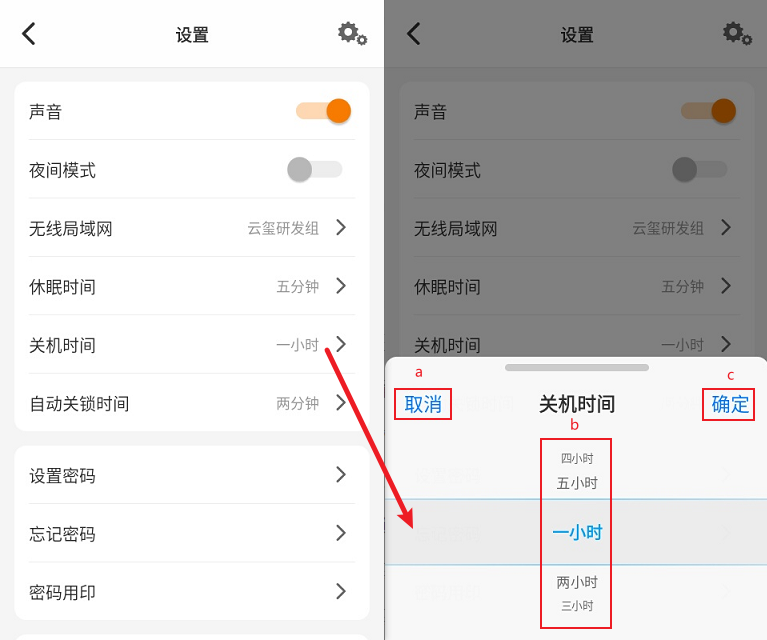 设置
声音
夜间模式
无线局域网 云玺研发组
休眠时间 五分钟
关机时间 一小时
自动关锁时间 两分钟
设置密码
忘记密码
密码用印
设置
声音
夜间模式
无线局域网 云玺研发组
休眠时间 五分钟
关机时间 一小时
a
c
取消 关机时间 确定
b
四小时
五小时
一小时
两小时
三小时